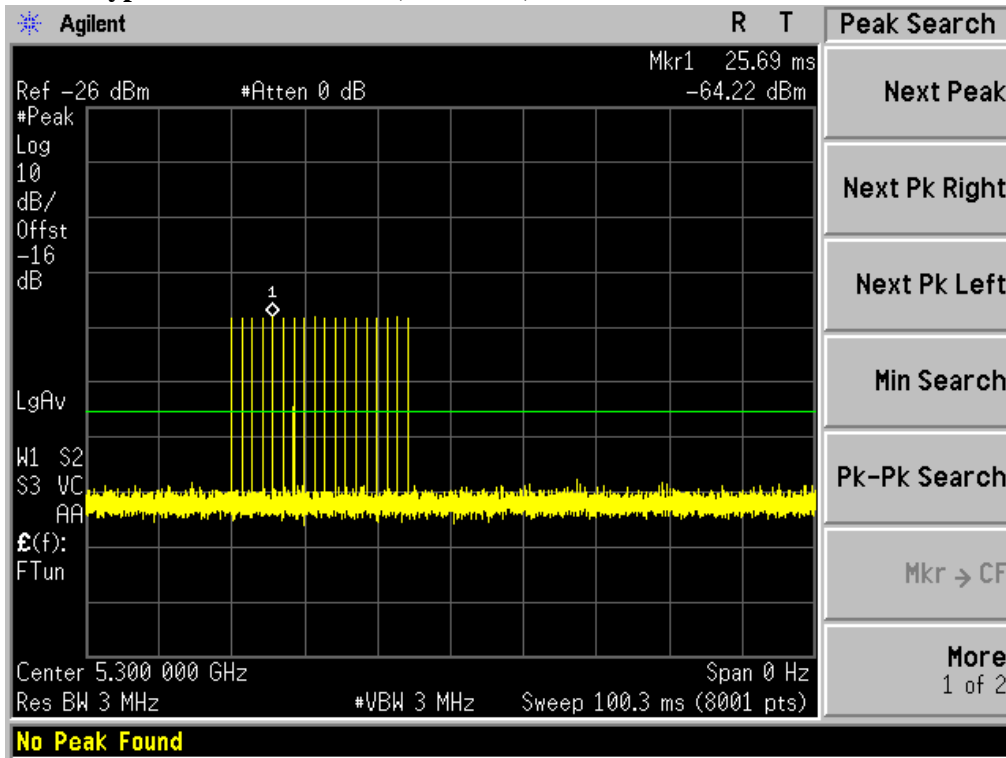 Agilent
R T
Peak Search
Mkr1 25.69 ms
Ref -26 dBm #Atten 0 dB -64.22 dBm
#Peak
Log
10
dB/
Offst
-16
dB
1
LgAv
W1 S2
S3 VC
AA
£(f):
FTun
Center 5.300 000 GHz Span 0 Hz
Res BW 3 MHz #VBW 3 MHz Sweep 100.3 ms (8001 pts)
No Peak Found
Next Peak
Next Pk Right
Next Pk Left
Min Search
Pk-Pk Search
Mkr → CF
More
1 of 2